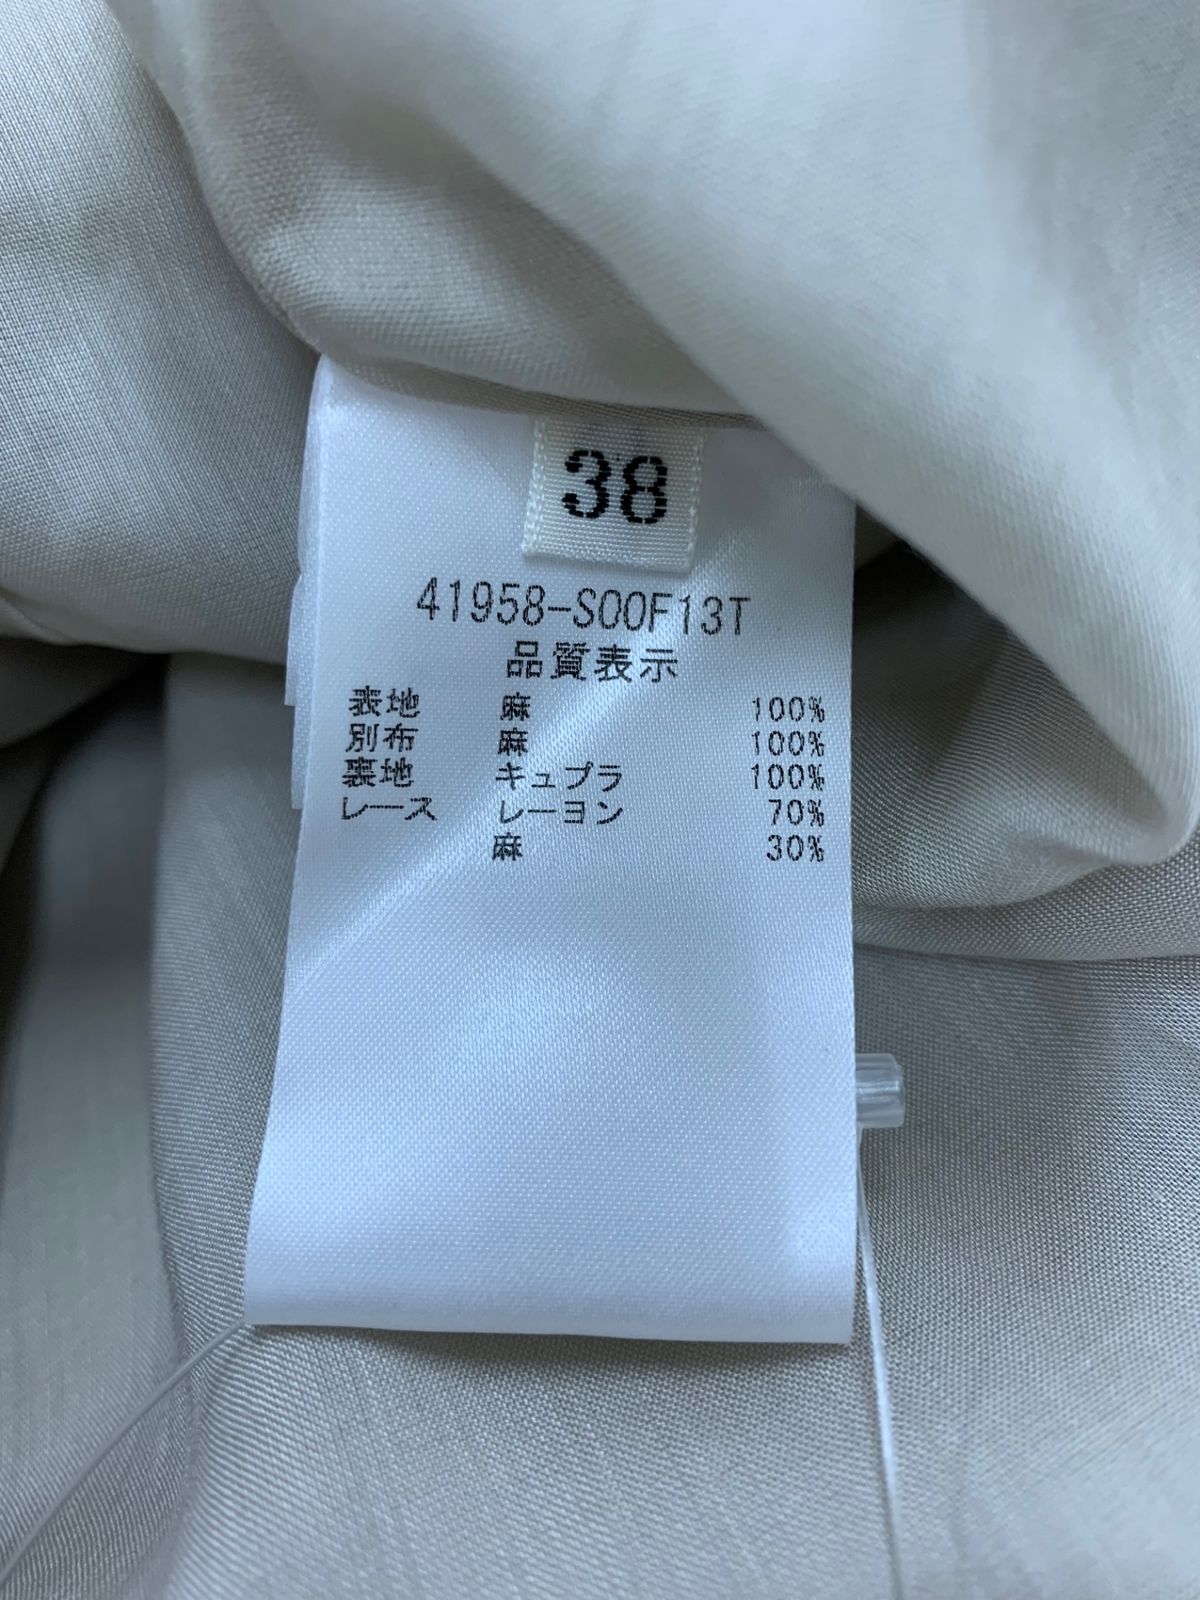 38
41958-S00F13T
品質表示
表地 麻 100%
別布 麻 100%
裏地 キュプラ 100%
レース レーヨン 70%
麻 30%